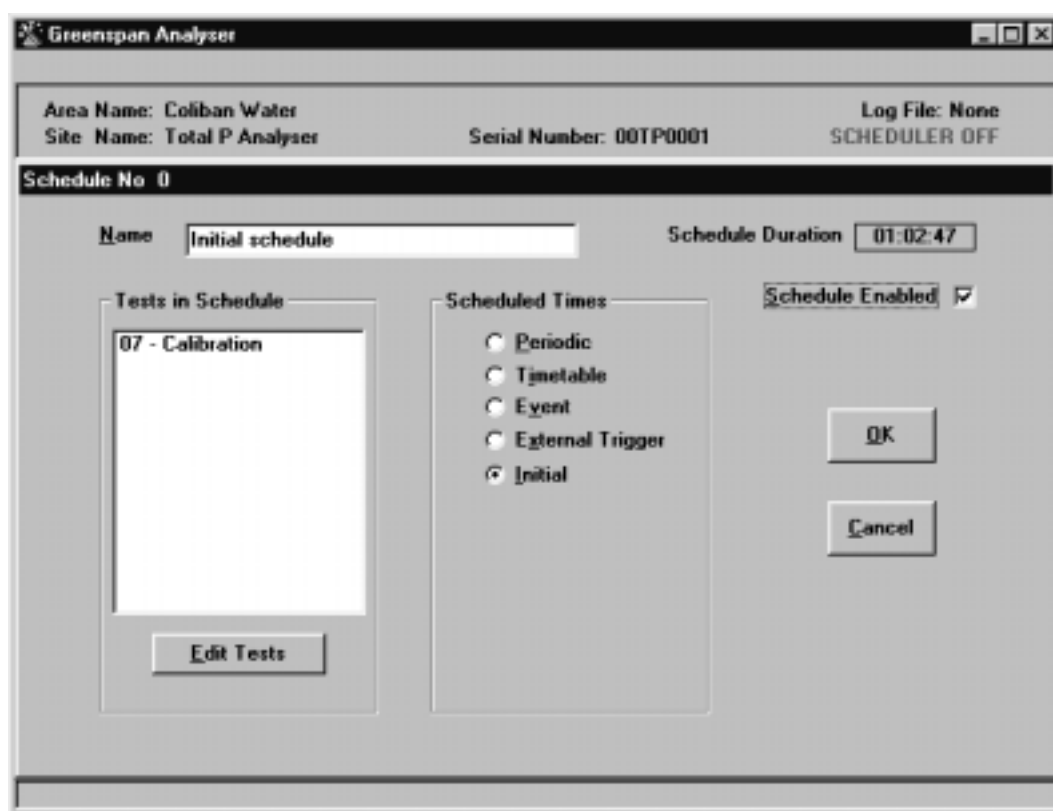 Greenspan Analyser
Area Name: Coliban Water
Log File: None
Site Name: Total P Analyser
Serial Number: 00TP0001
SCHEDULER OFF
Schedule No 0
Name
Initial schedule
Schedule Duration
01:02:47
Schedule Enabled
Tests in Schedule
07 - Calibration
Edit Tests
Scheduled Times
Periodic
Timetable
Event
External Trigger
Initial
OK
Cancel